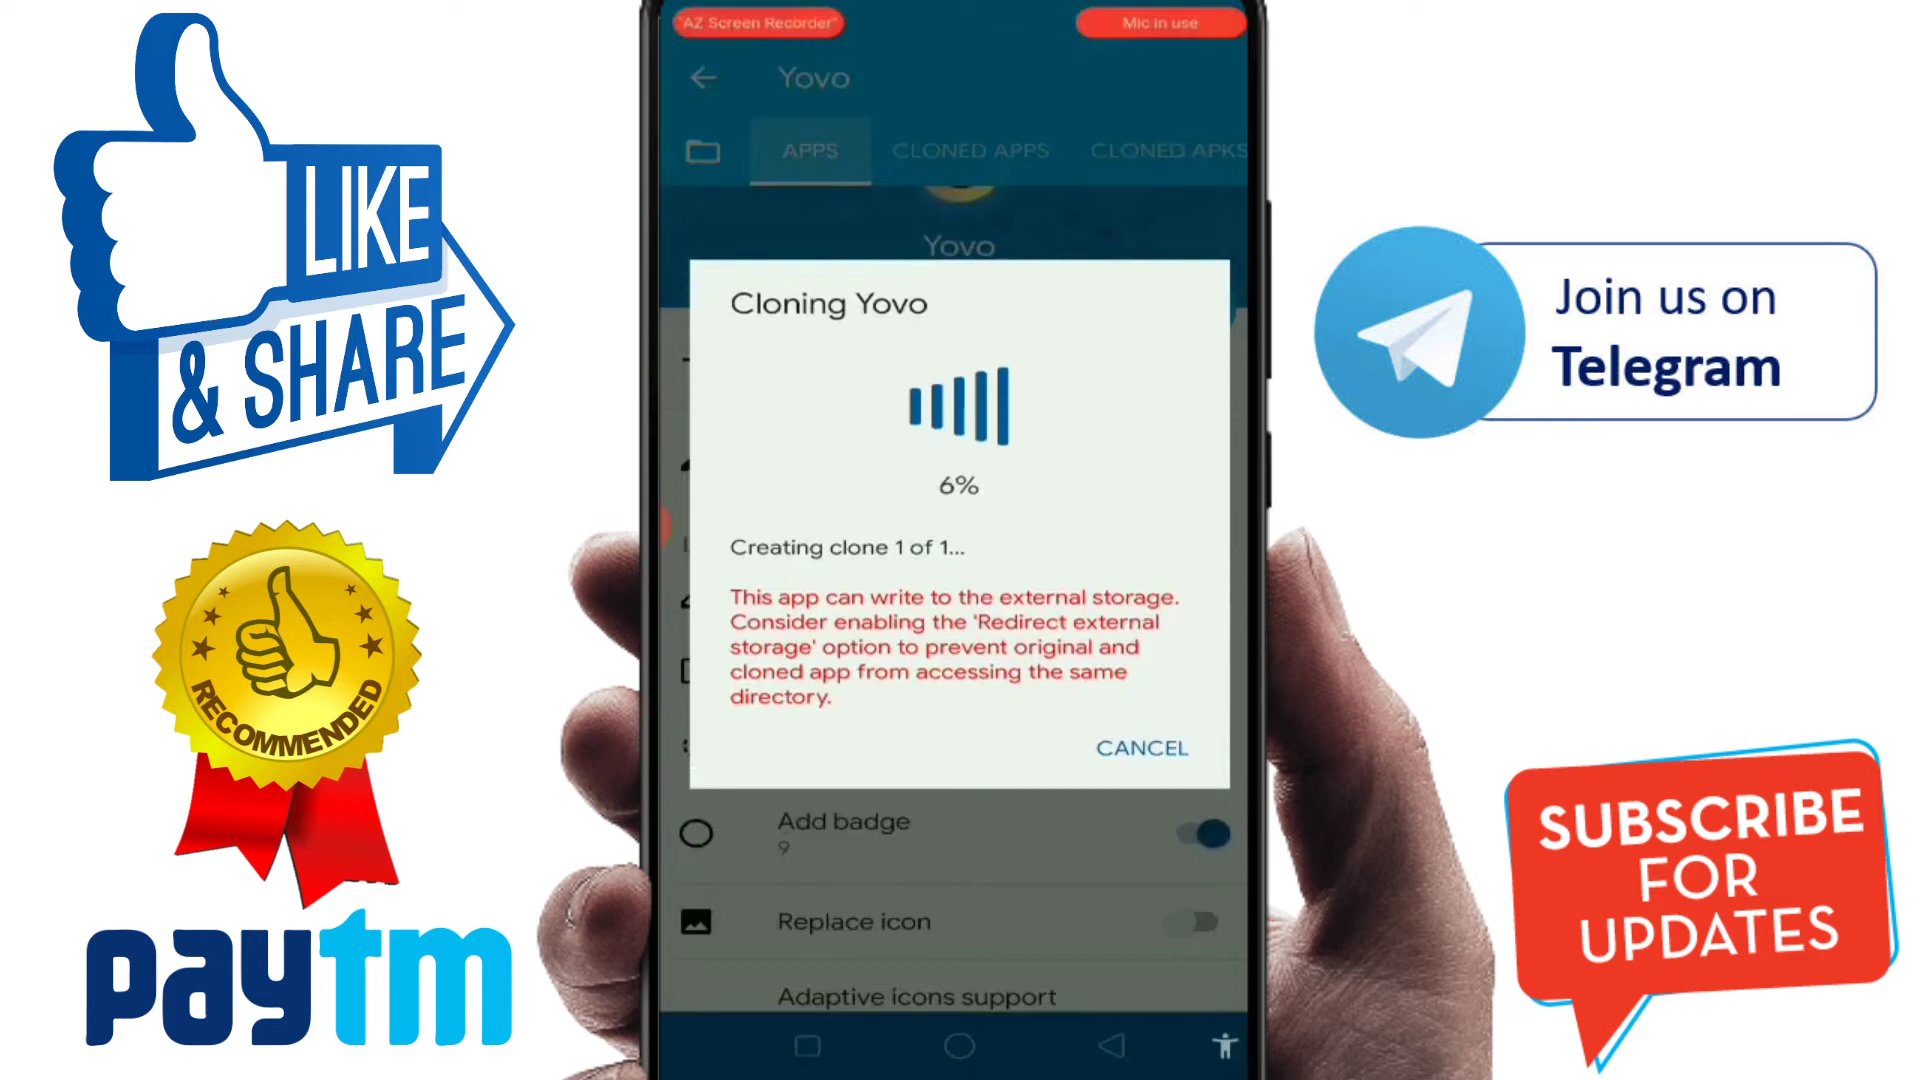 LIKE
& SHARE
RECOMMENDED
paytm
"AZ Screen Recorder"
Mic in use
Yovo
APPS
CLONED APPS
CLONED APKS
Yovo
Cloning Yovo
6%
Creating clone 1 of 1...
This app can write to the external storage.
Consider enabling the 'Redirect external
storage' option to prevent original and
cloned app from accessing the same
directory.
CANCEL
Add badge
9
Replace icon
Adaptive icons support
Join us on
Telegram
SUBSCRIBE
FOR
UPDATES